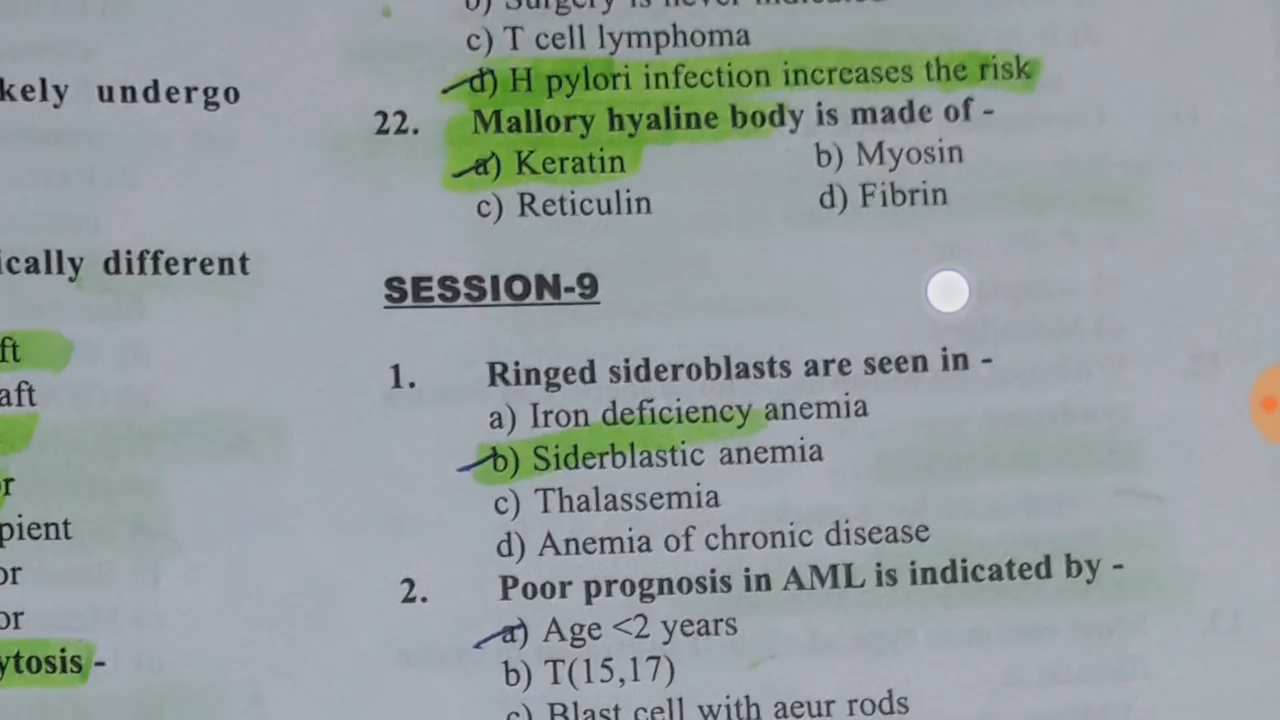 kely undergo
ically different
ft
aft
r
pient
or
or
ytosis -
c) T cell lymphoma
d) H pylori infection increases the risk
22. Mallory hyaline body is made of -
a) Keratin b) Myosin
c) Reticulin d) Fibrin
SESSION-9
1. Ringed sideroblasts are seen in -
a) Iron deficiency anemia
b) Siderblastic anemia
c) Thalassemia
d) Anemia of chronic disease
2. Poor prognosis in AML is indicated by -
a) Age <2 years
b) T(15,17)
c) Blast cell with aeur rods